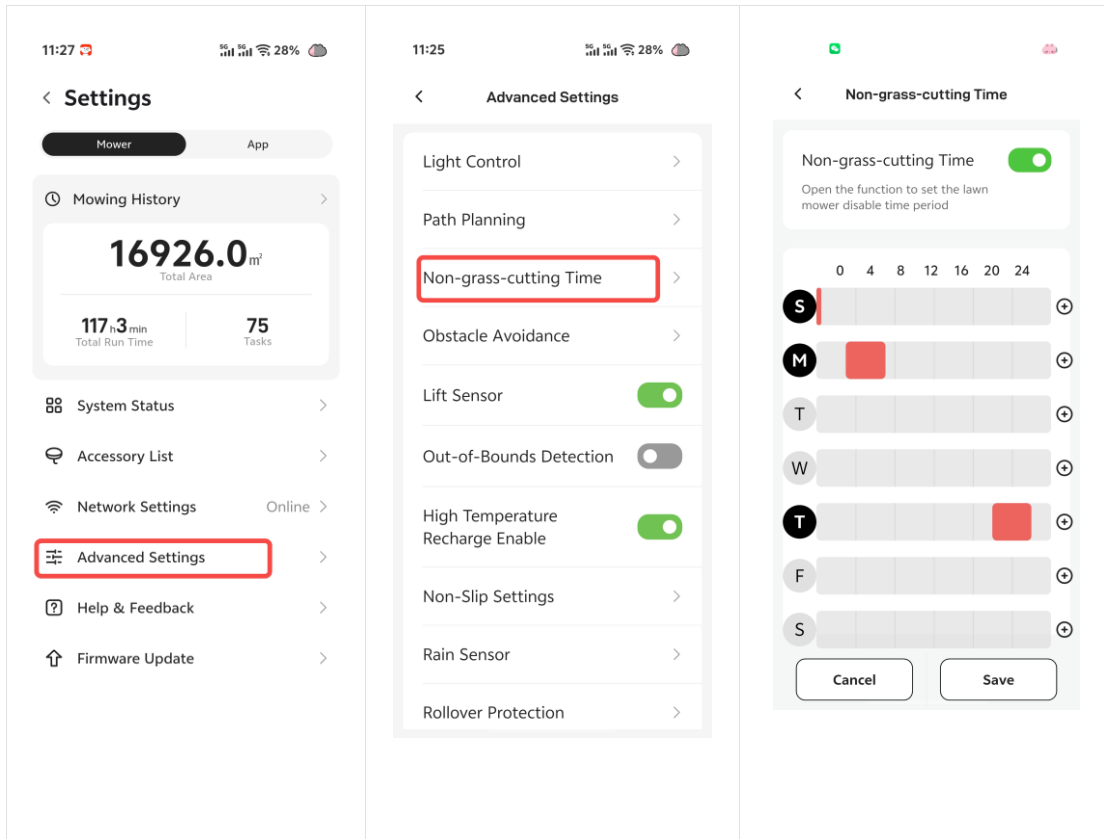 11:27
5G 5G 28%
Settings
Mower App
Mowing History
16926.0㎡
Total Area
117h3min 75
Total Run Time Tasks
System Status
Accessory List
Network Settings Online
Advanced Settings
Help & Feedback
Firmware Update
11:25
5G 5G 28%
Advanced Settings
Light Control
Path Planning
Non-grass-cutting Time
Obstacle Avoidance
Lift Sensor
Out-of-Bounds Detection
High Temperature
Recharge Enable
Non-Slip Settings
Rain Sensor
Rollover Protection
Non-grass-cutting Time
Non-grass-cutting Time
Open the function to set the lawn
mower disable time period
0 4 8 12 16 20 24
S
M
T
W
T
F
S
Cancel Save